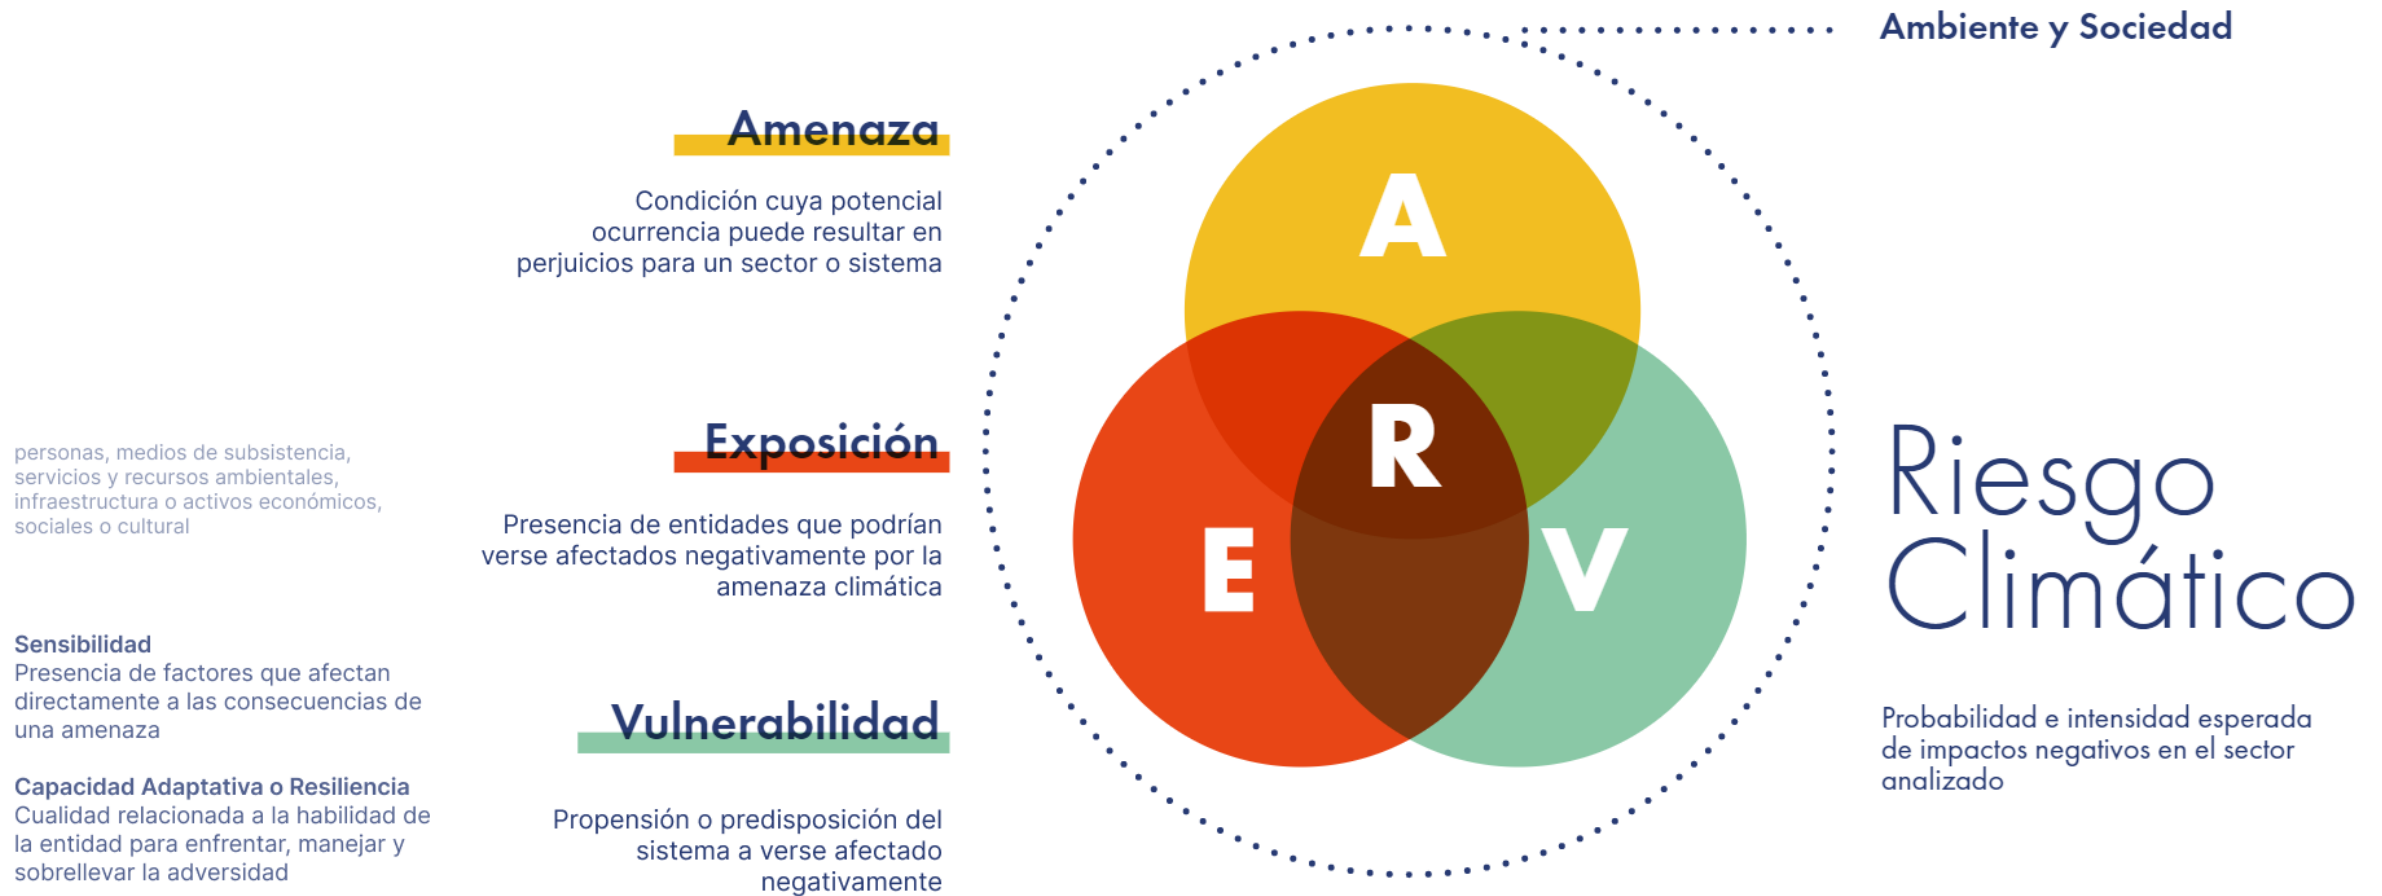 Ambiente y Sociedad
Amenaza
Condición cuya potencial
ocurrencia puede resultar en
perjuicios para un sector o sistema
Exposición
Presencia de entidades que podrían
verse afectados negativamente por la
amenaza climática
personas, medios de subsistencia,
servicios y recursos ambientales,
infraestructura o activos económicos,
sociales o cultural
Vulnerabilidad
Propensión o predisposición del
sistema a verse afectado
negativamente
Sensibilidad
Presencia de factores que afectan
directamente a las consecuencias de
una amenaza
Capacidad Adaptativa o Resiliencia
Cualidad relacionada a la habilidad de
la entidad para enfrentar, manejar y
sobrellevar la adversidad
A
R
E
V
Riesgo
Climático
Probabilidad e intensidad esperada
de impactos negativos en el sector
analizado